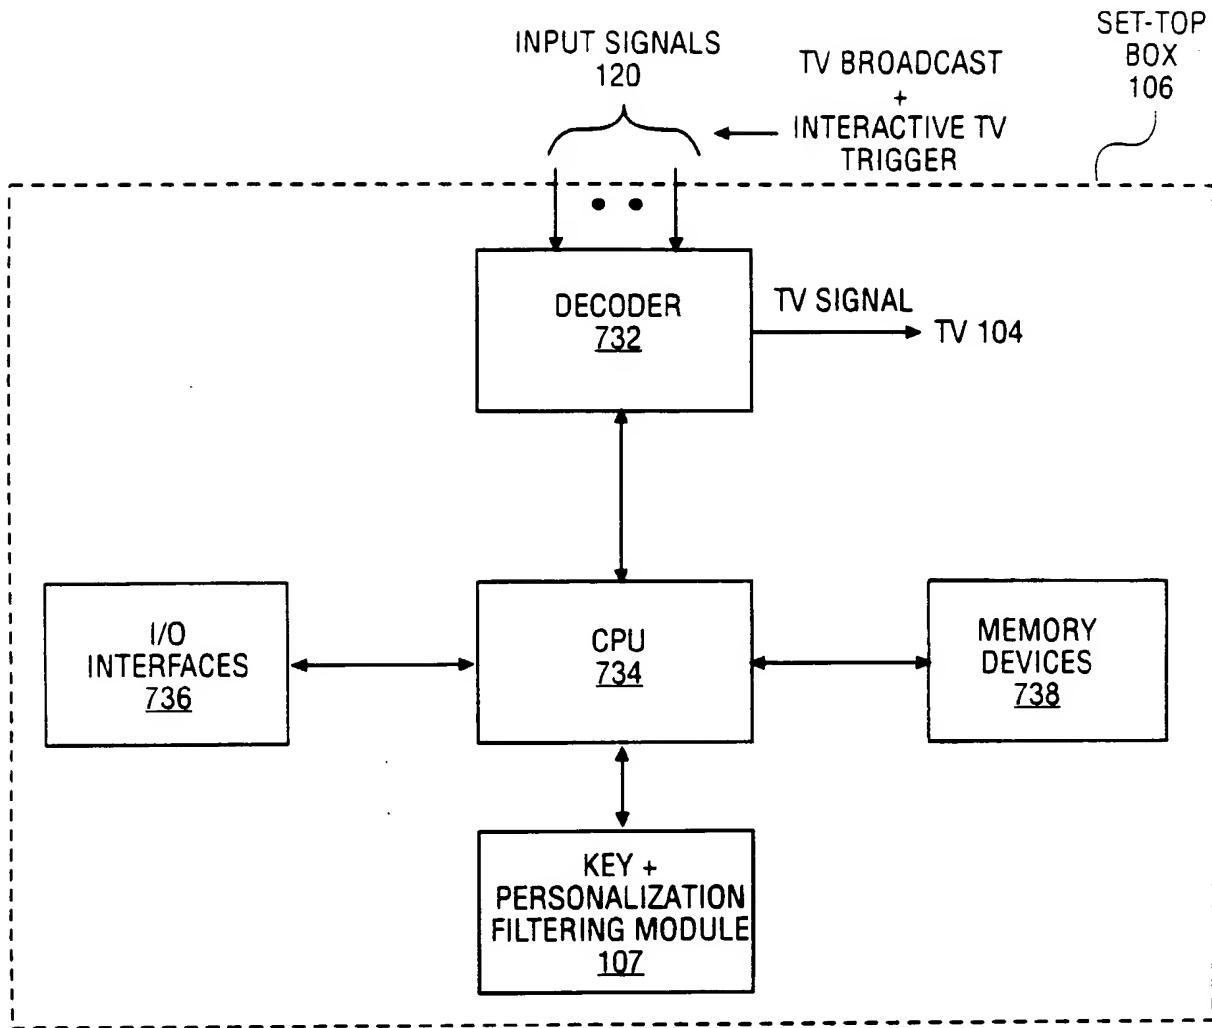 INPUT SIGNALS
120
TV BROADCAST
+
INTERACTIVE TV
TRIGGER
SET-TOP
BOX
106
DECODER
732
TV SIGNAL
TV 104
I/O
INTERFACES
736
CPU
734
MEMORY
DEVICES
738
KEY +
PERSONALIZATION
FILTERING MODULE
107